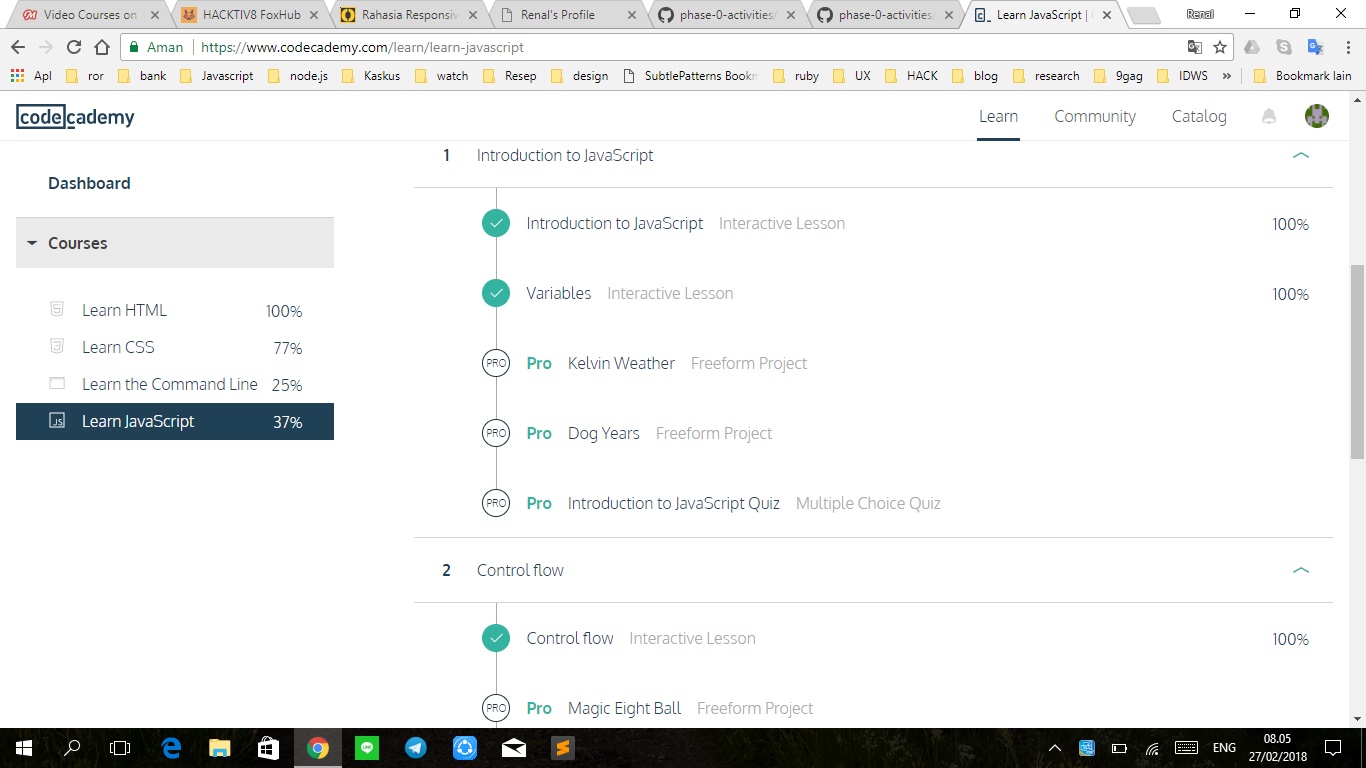 Video Courses on
HACKTIV8 FoxHub
Rahasia Responsiv
Renal's Profile
phase-0-activities/
phase-0-activities/
Learn JavaScript |
Renal
Aman
https://www.codecademy.com/learn/learn-javascript
Apl
ror
bank
Javascript
node.js
Kaskus
watch
Resep
design
SubtlePatterns Bookm
ruby
UX
HACK
blog
research
9gag
IDWS
»
Bookmark lain
codecademy
Learn
Community
Catalog
Dashboard
Courses
Learn HTML 100%
Learn CSS 77%
Learn the Command Line 25%
JS Learn JavaScript 37%
1 Introduction to JavaScript
Introduction to JavaScript Interactive Lesson 100%
Variables Interactive Lesson 100%
PRO Pro Kelvin Weather Freeform Project
PRO Pro Dog Years Freeform Project
PRO Pro Introduction to JavaScript Quiz Multiple Choice Quiz
2 Control flow
Control flow Interactive Lesson 100%
PRO Pro Magic Eight Ball Freeform Project
ENG
08.05
27/02/2018